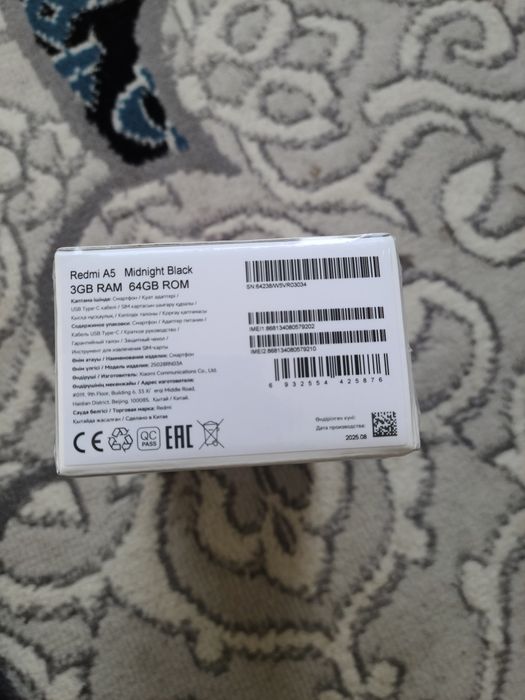 Redmi A5 Midnight Black
3GB RAM 64GB ROM
Қаптама ішінде: Смартфон / Қуат адаптері /
USB Type-C кабелі / SIM картасын шығару құралы /
Қысқа нұсқаулық / Кепілдік талоны / Қорғау қаптамасы
Содержимое упаковки: Смартфон / Адаптер питания /
Кабель USB Type-C / Краткое руководство /
Гарантийный талон / Защитный чехол /
Инструмент для извлечения SIM-карты
Өнім атауы / Наименование изделия: Смартфон
Өнім үлгісі / Модель изделия: 25028RN03A
Өндіруші / Изготовитель: Xiaomi Communications Co., Ltd.
Өндірушінің мекенжайы / Адрес изготовителя:
#019, 9th Floor, Building 6, 33 Xi' erqi Middle Road,
Haidian District, Beijing, 100085, Қытай / Китай.
Сауда белгісі / Торговая марка: Redmi
Қытайда жасалған / Сделано в Китае
CE QC PASS EAC
SN:64238/W5VR03034
IMEI1:868134080579202
IMEI2:868134080579210
6 932554 425876
Өндірілген күні:
Дата производства:
2025.08